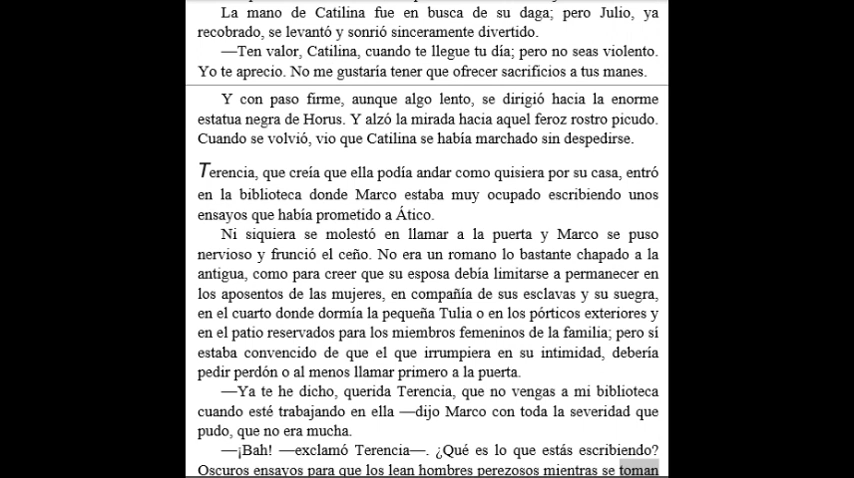 La mano de Catilina fue en busca de su daga; pero Julio, ya
recobrado, se levantó y sonrió sinceramente divertido.
—Ten valor, Catilina, cuando te llegue tu día; pero no seas violento.
Yo te aprecio. No me gustaría tener que ofrecer sacrificios a tus manes.
Y con paso firme, aunque algo lento, se dirigió hacia la enorme
estatua negra de Horus. Y alzó la mirada hacia aquel feroz rostro picudo.
Cuando se volvió, vio que Catilina se había marchado sin despedirse.
Terencia, que creía que ella podía andar como quisiera por su casa, entró
en la biblioteca donde Marco estaba muy ocupado escribiendo unos
ensayos que había prometido a Ático.
Ni siquiera se molestó en llamar a la puerta y Marco se puso
nervioso y frunció el ceño. No era un romano lo bastante chapado a la
antigua, como para creer que su esposa debía limitarse a permanecer en
los aposentos de las mujeres, en compañía de sus esclavas y su suegra,
en el cuarto donde dormía la pequeña Tulia o en los pórticos exteriores y
en el patio reservados para los miembros femeninos de la familia; pero sí
estaba convencido de que el que irrumpiera en su intimidad, debería
pedir perdón o al menos llamar primero a la puerta.
—Ya te he dicho, querida Terencia, que no vengas a mi biblioteca
cuando esté trabajando en ella —dijo Marco con toda la severidad que
pudo, que no era mucha.
—¡Bah! —exclamó Terencia—. ¿Qué es lo que estás escribiendo?
Oscuros ensayos para que los lean hombres perezosos mientras se toman